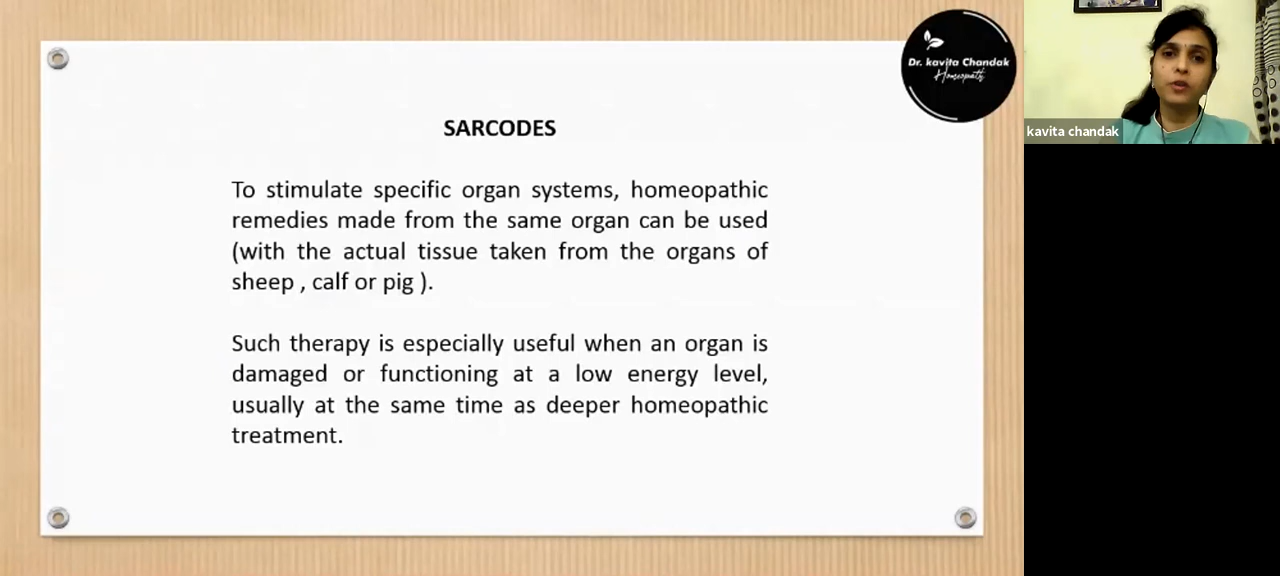 Dr. kavita Chandak
Homeopath
kavita chandak
SARCODES
To stimulate specific organ systems, homeopathic
remedies made from the same organ can be used
(with the actual tissue taken from the organs of
sheep , calf or pig ).
Such therapy is especially useful when an organ is
damaged or functioning at a low energy level,
usually at the same time as deeper homeopathic
treatment.